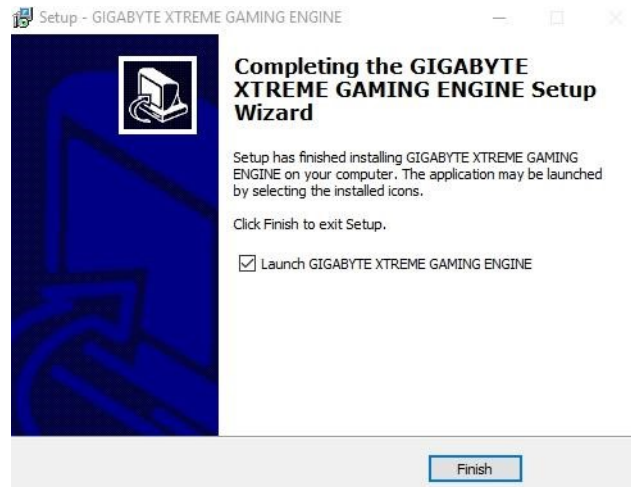 Setup - GIGABYTE XTREME GAMING ENGINE
Completing the GIGABYTE
XTREME GAMING ENGINE Setup
Wizard
Setup has finished installing GIGABYTE XTREME GAMING
ENGINE on your computer. The application may be launched
by selecting the installed icons.
Click Finish to exit Setup.
Launch GIGABYTE XTREME GAMING ENGINE
Finish